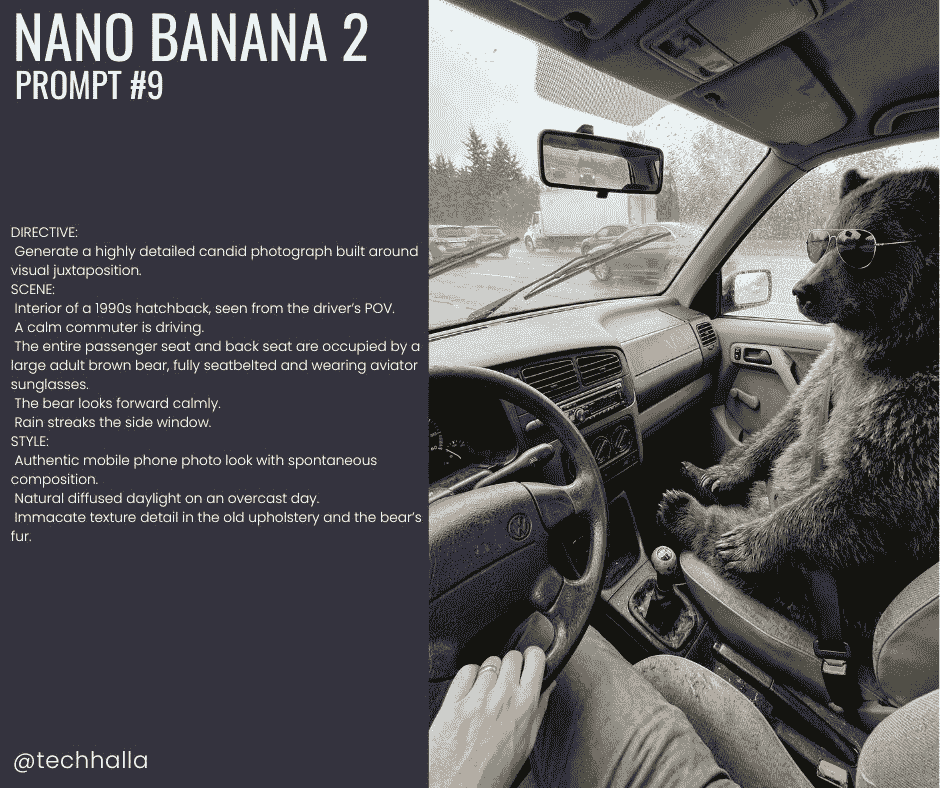 NANO BANANA 2
PROMPT #9
DIRECTIVE:
Generate a highly detailed candid photograph built around
visual juxtaposition.
SCENE:
Interior of a 1990s hatchback, seen from the driver’s POV.
A calm commuter is driving.
The entire passenger seat and back seat are occupied by a
large adult brown bear, fully seatbelted and wearing aviator
sunglasses.
The bear looks forward calmly.
Rain streaks the side window.
STYLE:
Authentic mobile phone photo look with spontaneous
composition.
Natural diffused daylight on an overcast day.
Immacate texture detail in the old upholstery and the bear’s
fur.
@techhalla